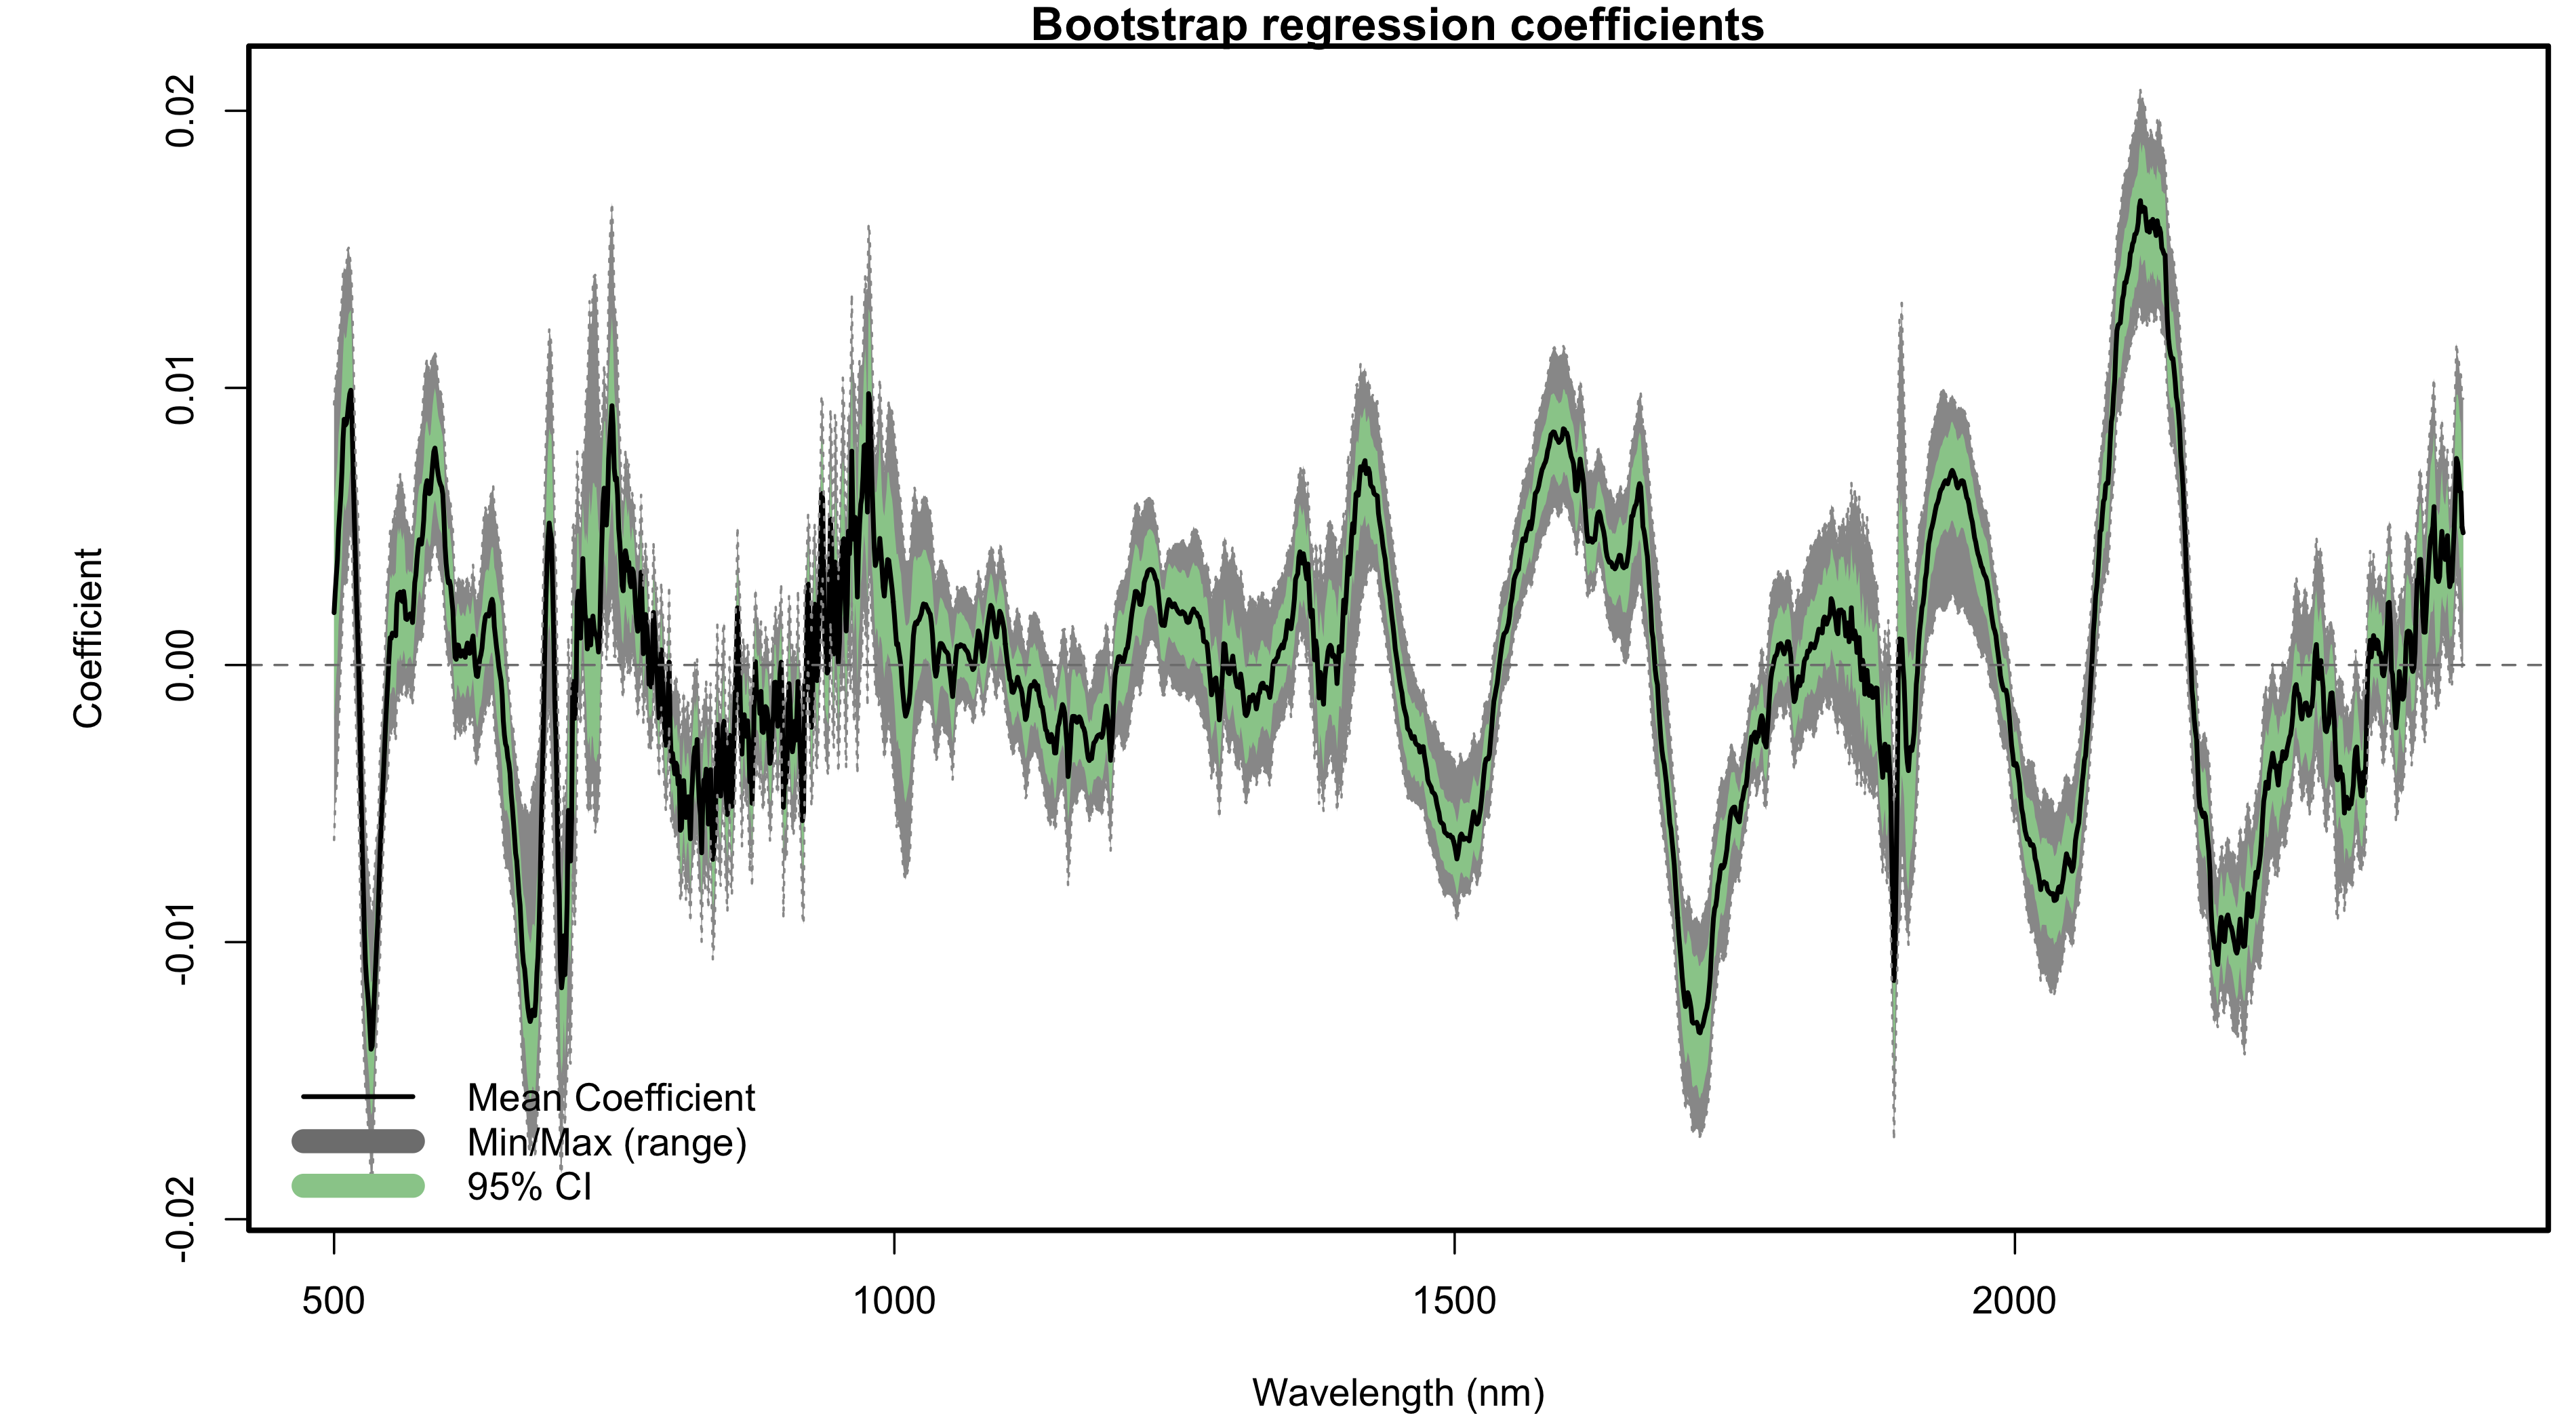 Bootstrap regression coefficients
0.02
0.01
0.00
-0.01
-0.02
Coefficient
Mean Coefficient
Min/Max (range)
95% CI
500
1000
1500
2000
Wavelength (nm)